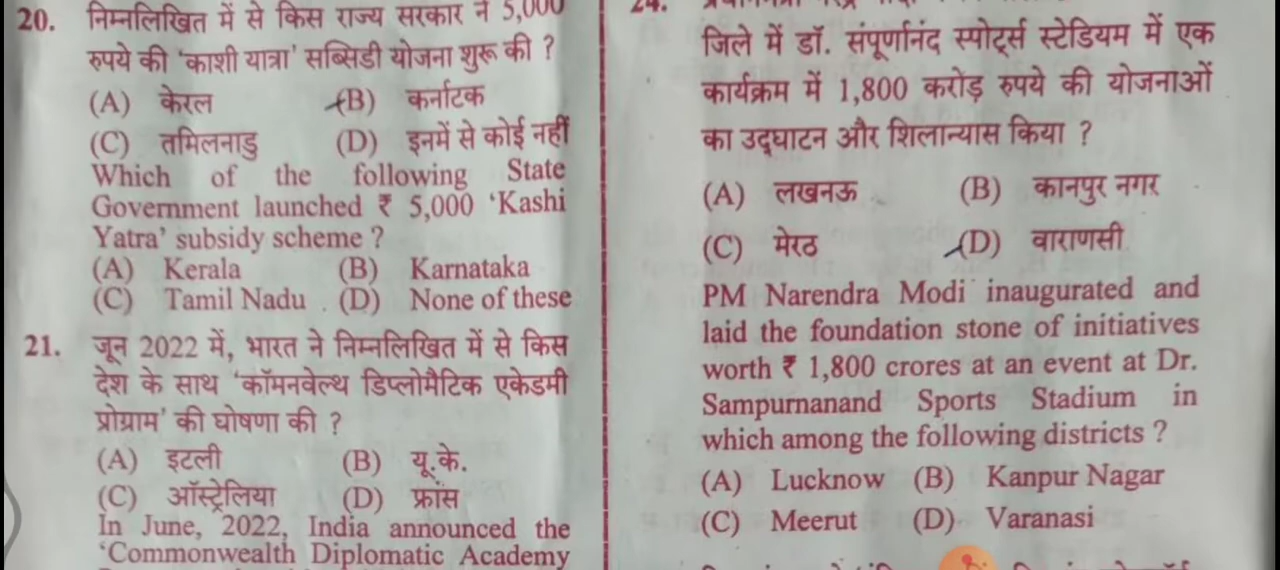 20. निम्नलिखित में से किस राज्य सरकार ने 5,000
रुपये की 'काशी यात्रा' सब्सिडी योजना शुरू की ?
(A) केरल (B) कर्नाटक
(C) तमिलनाडु (D) इनमें से कोई नहीं
Which of the following State
Government launched ₹ 5,000 'Kashi
Yatra' subsidy scheme ?
(A) Kerala (B) Karnataka
(C) Tamil Nadu (D) None of these
21. जून 2022 में, भारत ने निम्नलिखित में से किस
देश के साथ 'कॉमनवेल्थ डिप्लोमैटिक एकेडमी
प्रोग्राम' की घोषणा की ?
(A) इटली (B) यू.के.
(C) ऑस्ट्रेलिया (D) फ्रांस
In June, 2022, India announced the
'Commonwealth Diplomatic Academy
24.
जिले में डॉ. संपूर्णानंद स्पोर्ट्स स्टेडियम में एक
कार्यक्रम में 1,800 करोड़ रुपये की योजनाओं
का उद्घाटन और शिलान्यास किया ?
(A) लखनऊ (B) कानपुर नगर
(C) मेरठ (D) वाराणसी
PM Narendra Modi inaugurated and
laid the foundation stone of initiatives
worth ₹ 1,800 crores at an event at Dr.
Sampurnanand Sports Stadium in
which among the following districts ?
(A) Lucknow (B) Kanpur Nagar
(C) Meerut (D) Varanasi